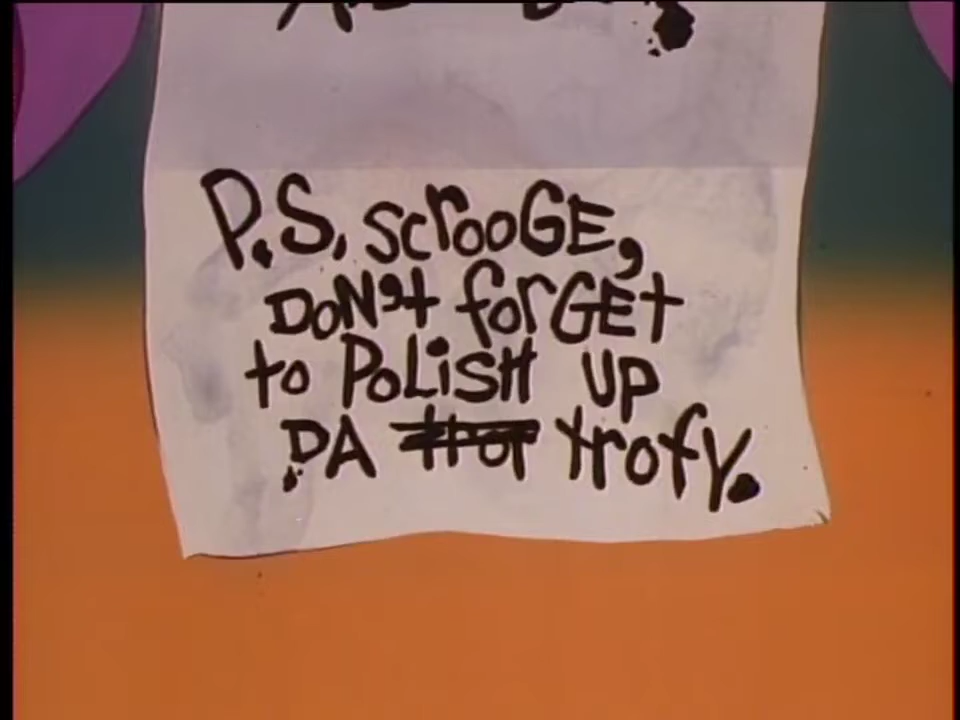 P.S. SCROOGE,
DON'T forGET
to PoLiSH UP
DA trofy.